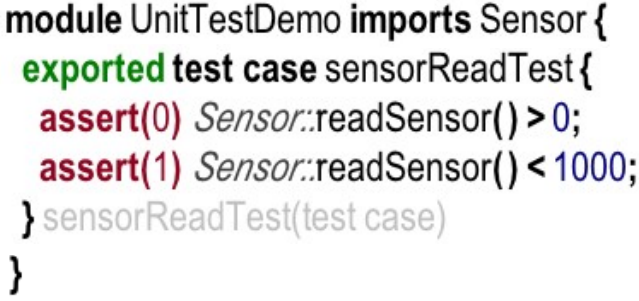 module UnitTestDemo imports Sensor {
exported test case sensorReadTest {
assert(0) Sensor::readSensor() > 0;
assert(1) Sensor::readSensor() < 1000;
} sensorReadTest(test case)
}